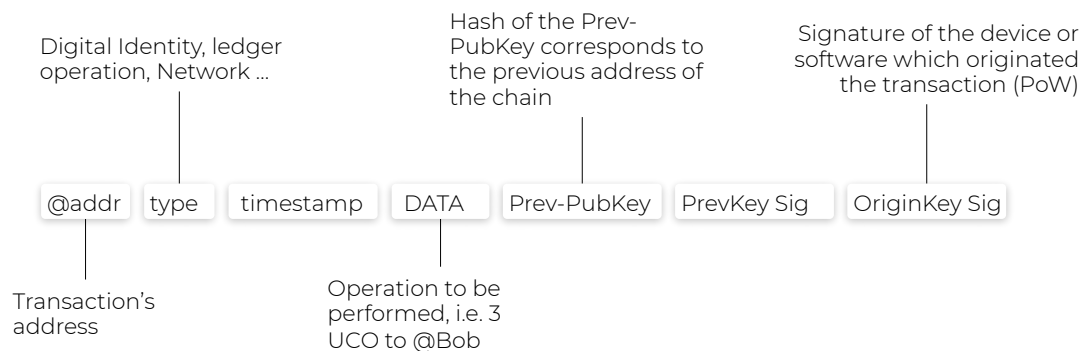 Digital Identity, ledger
operation, Network ...
Hash of the Prev-
PubKey corresponds to
the previous address of
the chain
Signature of the device or
software which originated
the transaction (PoW)
@addr type timestamp DATA Prev-PubKey PrevKey Sig OriginKey Sig
Transaction's
address
Operation to be
performed, i.e. 3
UCO to @Bob